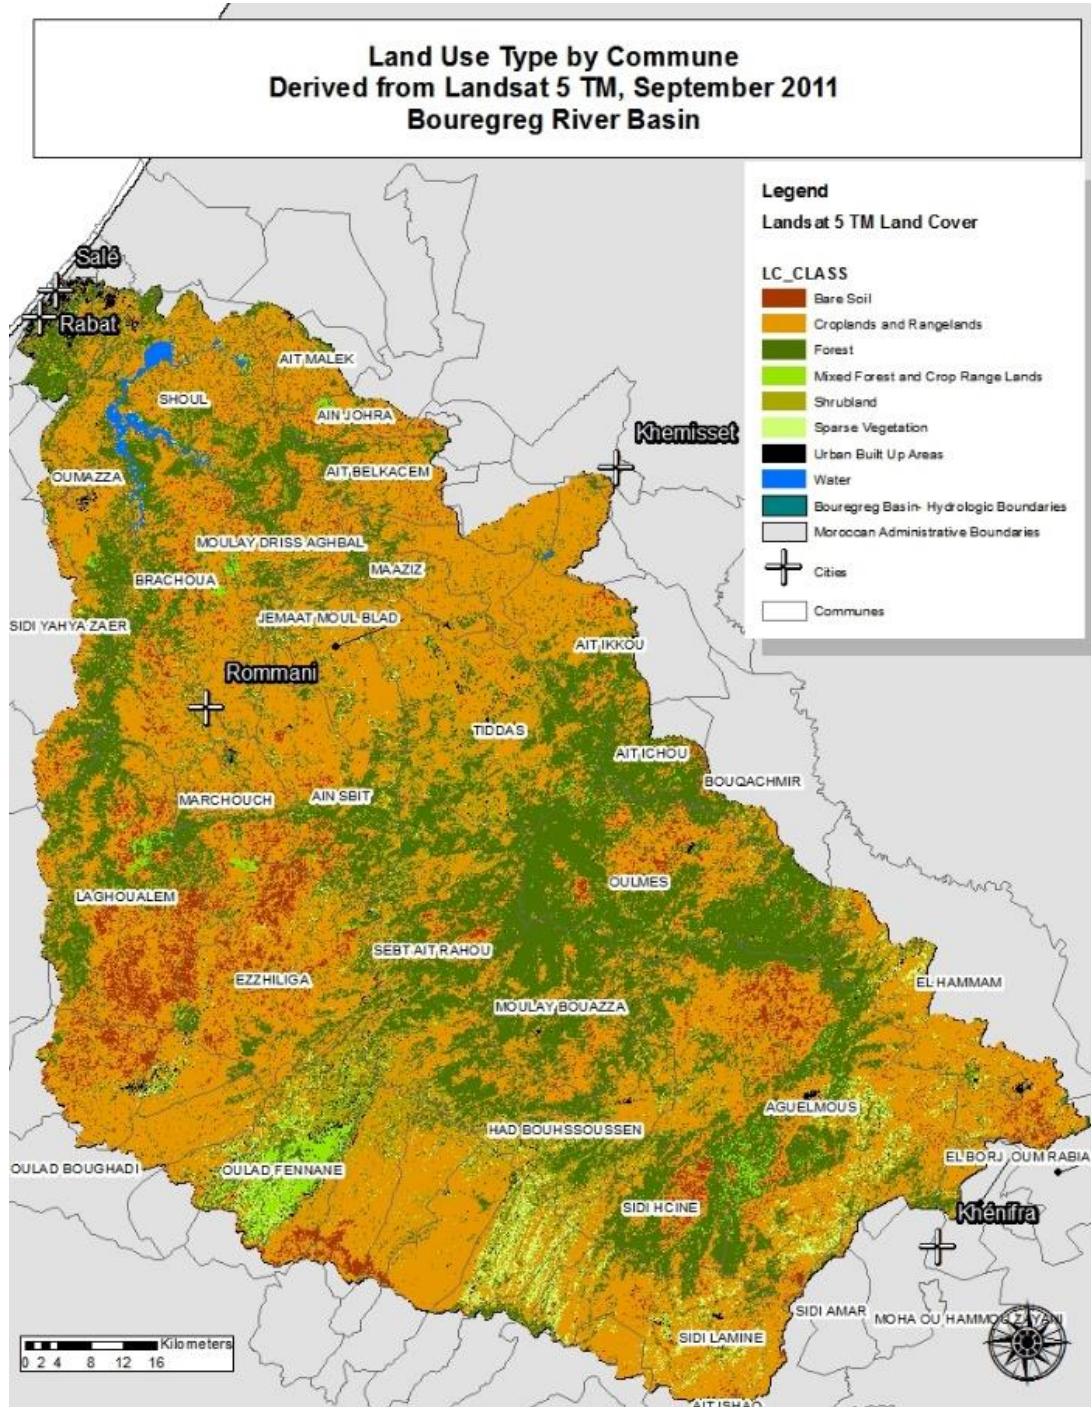 Land Use Type by Commune
Derived from Landsat 5 TM, September 2011
Bouregreg River Basin
Legend
Landsat 5 TM Land Cover
LC_CLASS
Bare Soil
Croplands and Rangelands
Forest
Mixed Forest and Crop Range Lands
Shrubland
Sparse Vegetation
Urban Built Up Areas
Water
Bouregreg Basin- Hydrologic Boundaries
Moroccan Administrative Boundaries
Cities
Communes
Salé
Rabat
AIT MALEK
SHOUL
AIN JOHRA
Khemisset
AIT BELKACEM
OUMAZZA
MOULAY DRISS AGHBAL
MAAZIZ
BRACHOUA
JEMAAT MOUL BLAD
SIDI YAHYA ZAER
AIT IKKOU
Rommani
TIDDAS
AIT ICHOU
BOUQACHMIR
MARCHOUCH
AIN SBIT
OULMES
LAGHOUALEM
SEBT AIT RAHOU
EZZHILIGA
EL HAMMAM
MOULAY BOUAZZA
AGUELMOUS
HAD BOUHSSOUSSEN
EL BORJ
OUM RABIA
OULAD BOUGHADI
OULAD FENNANE
SIDI HCINE
Khénifra
SIDI AMAR
MOHA OU HAMMOU ZAYANI
SIDI LAMINE
AIT ISHAQ
Kilometers
0 2 4 8 12 16